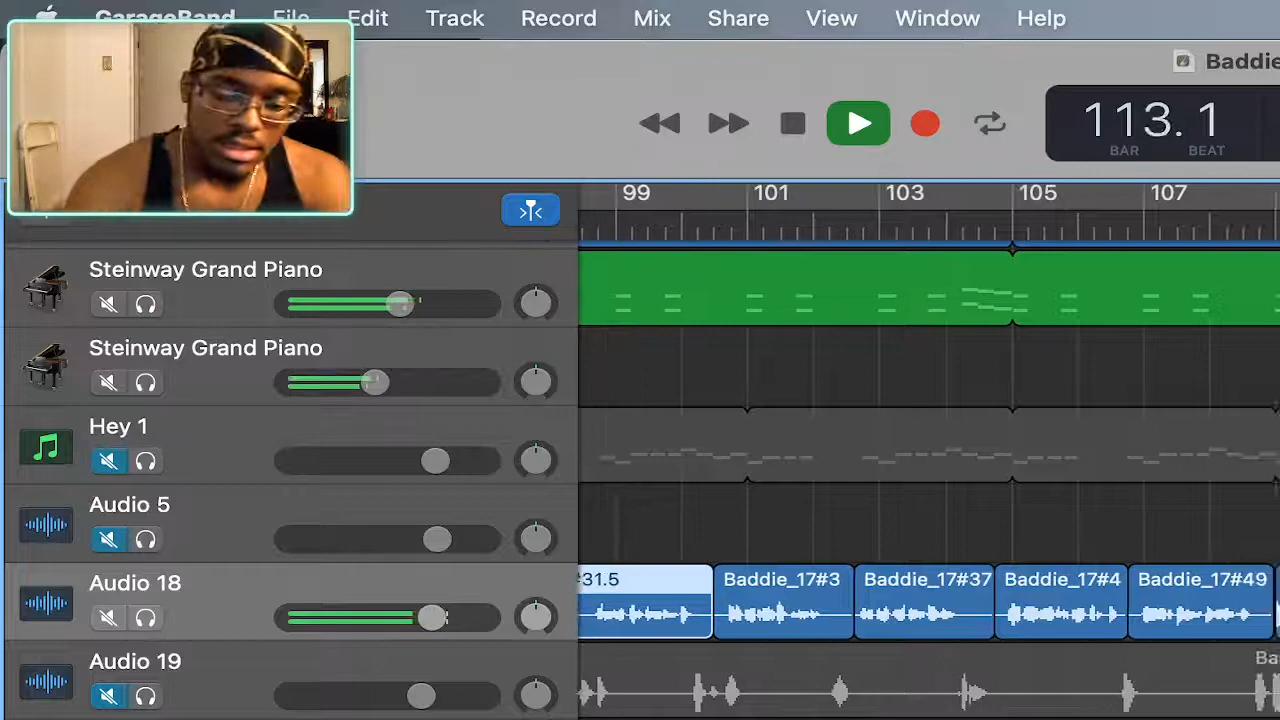 GarageBand File Edit Track Record Mix Share View Window Help
Baddie
113. 1
BAR BEAT
99 101 103 105 107
Steinway Grand Piano
Steinway Grand Piano
Hey 1
Audio 5
Audio 18
#31.5 Baddie_17#3 Baddie_17#37 Baddie_17#4 Baddie_17#49
Audio 19
Ba